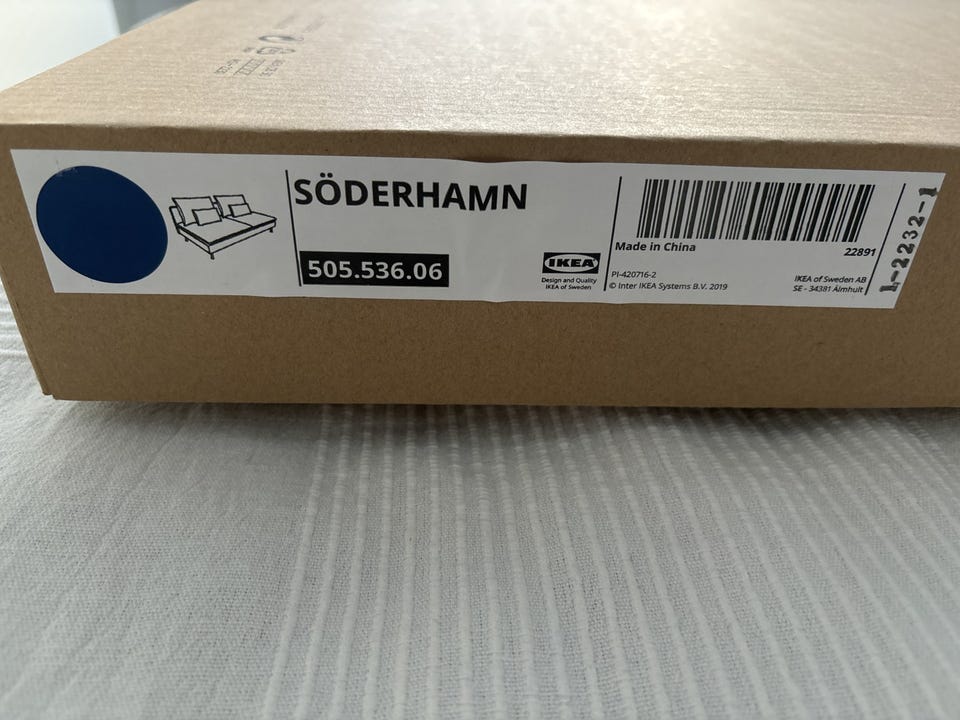 SÖDERHAMN
505.536.06
IKEA
Design and Quality
IKEA of Sweden
Made in China
22891
PI-420716-2
© Inter IKEA Systems B.V. 2019
IKEA of Sweden AB
SE - 34381 Älmhult
1-2232-1